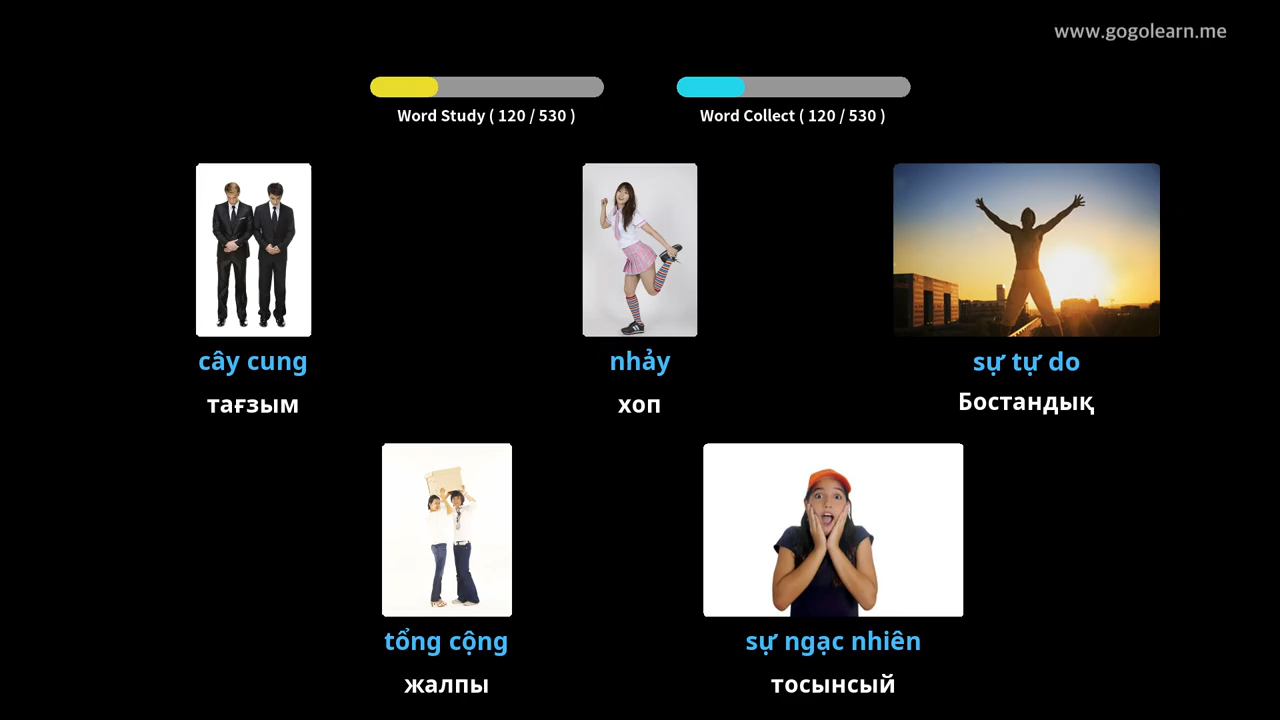 www.gogolearn.me
Word Study ( 120 / 530 )
Word Collect ( 120 / 530 )
cây cung
тағзым
nhảy
хоп
sự tự do
Бостандық
tổng cộng
жалпы
sự ngạc nhiên
тосынсый